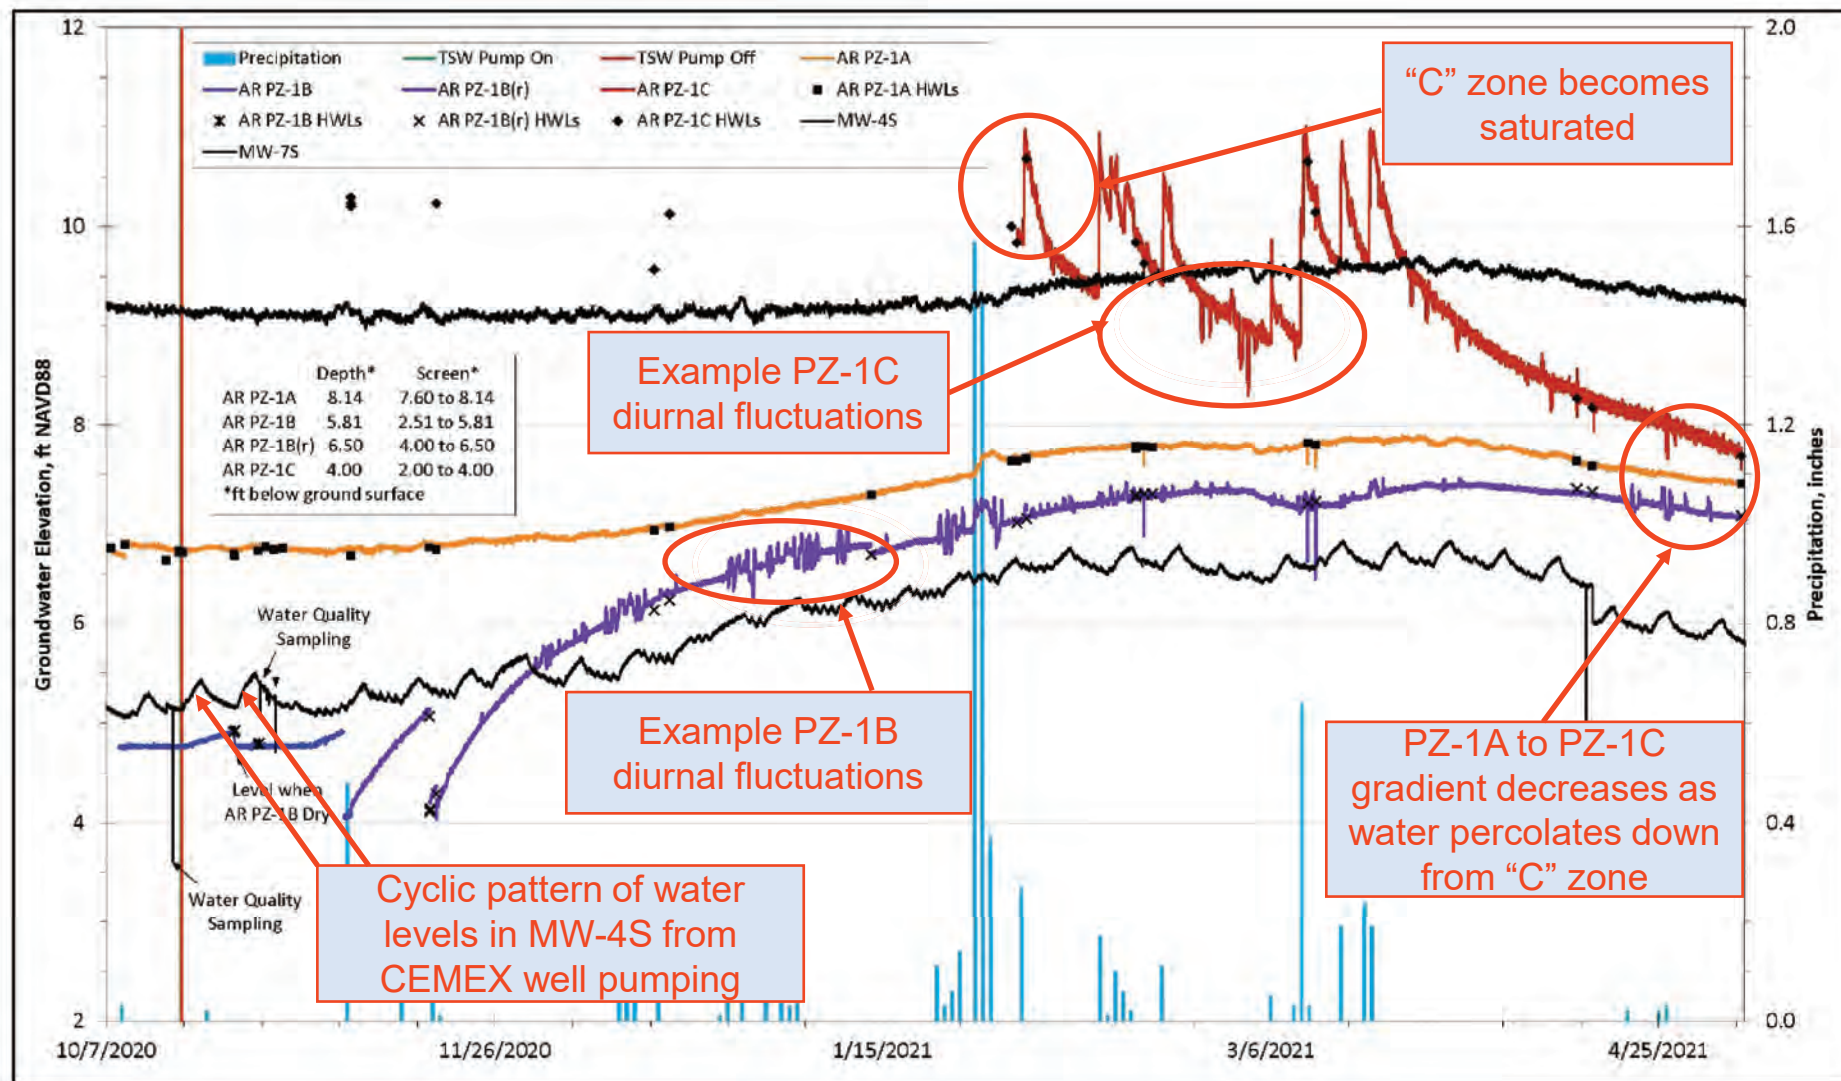 12
2.0
Precipitation
TSW Pump On
TSW Pump Off
AR PZ-1A
AR PZ-1B
AR PZ-1B(r)
AR PZ-1C
AR PZ-1A HWLs
AR PZ-1B HWLs
AR PZ-1B(r) HWLs
AR PZ-1C HWLs
MW-4S
MW-7S
“C” zone becomes
saturated
10
1.6
Example PZ-1C
diurnal fluctuations
Depth* Screen*
AR PZ-1A 8.14 7.60 to 8.14
AR PZ-1B 5.81 2.51 to 5.81
AR PZ-1B(r) 6.50 4.00 to 6.50
AR PZ-1C 4.00 2.00 to 4.00
*ft below ground surface
8
1.2
Groundwater Elevation, ft NAVD88
Precipitation, inches
6
0.8
Water Quality
Sampling
Example PZ-1B
diurnal fluctuations
PZ-1A to PZ-1C
gradient decreases as
water percolates down
from “C” zone
Level when
AR PZ-1B Dry
4
0.4
Cyclic pattern of water
levels in MW-4S from
CEMEX well pumping
Water Quality
Sampling
2
0.0
10/7/2020
11/26/2020
1/15/2021
3/6/2021
4/25/2021